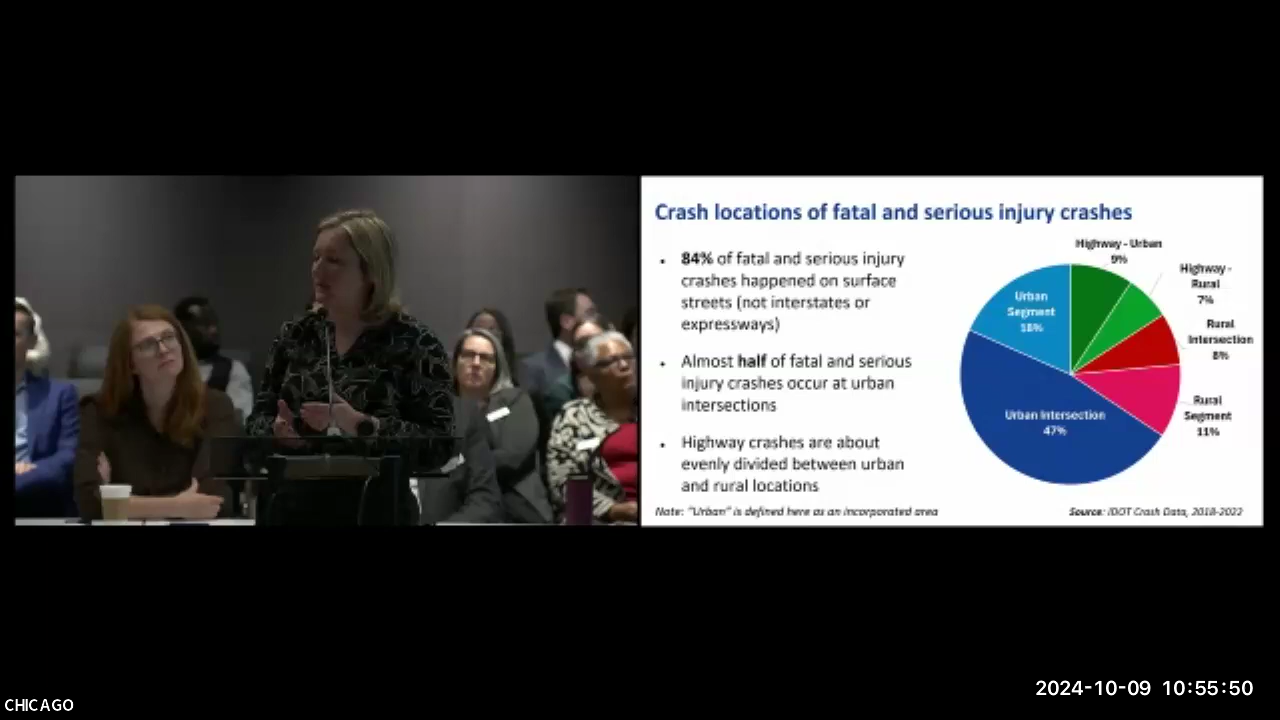 Crash locations of fatal and serious injury crashes
• 84% of fatal and serious injury
crashes happened on surface
streets (not interstates or
expressways)
• Almost half of fatal and serious
injury crashes occur at urban
intersections
• Highway crashes are about
evenly divided between urban
and rural locations
Note: "Urban" is defined here as an incorporated area
Highway - Urban
9%
Highway -
Rural
7%
Rural
Intersection
8%
Rural
Segment
11%
Urban Intersection
47%
Urban
Segment
18%
Source: IDOT Crash Data, 2018-2022
2024-10-09 10:55:50
CHICAGO